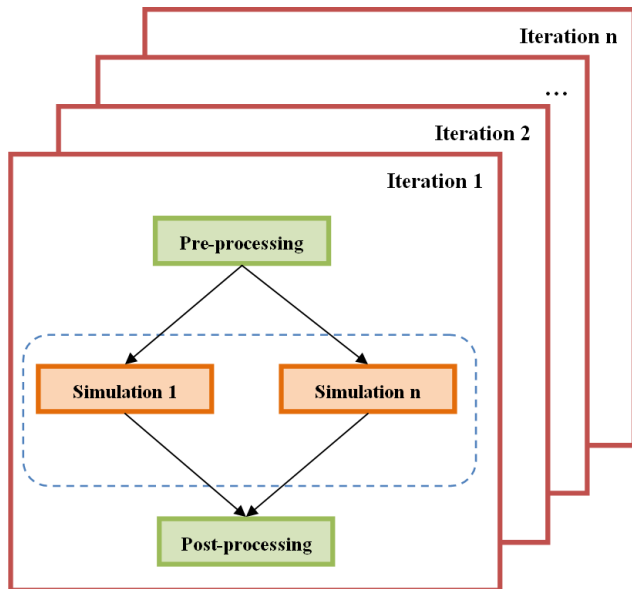 Iteration n
…
Iteration 2
Iteration 1
Pre-processing
Simulation 1
Simulation n
Post-processing